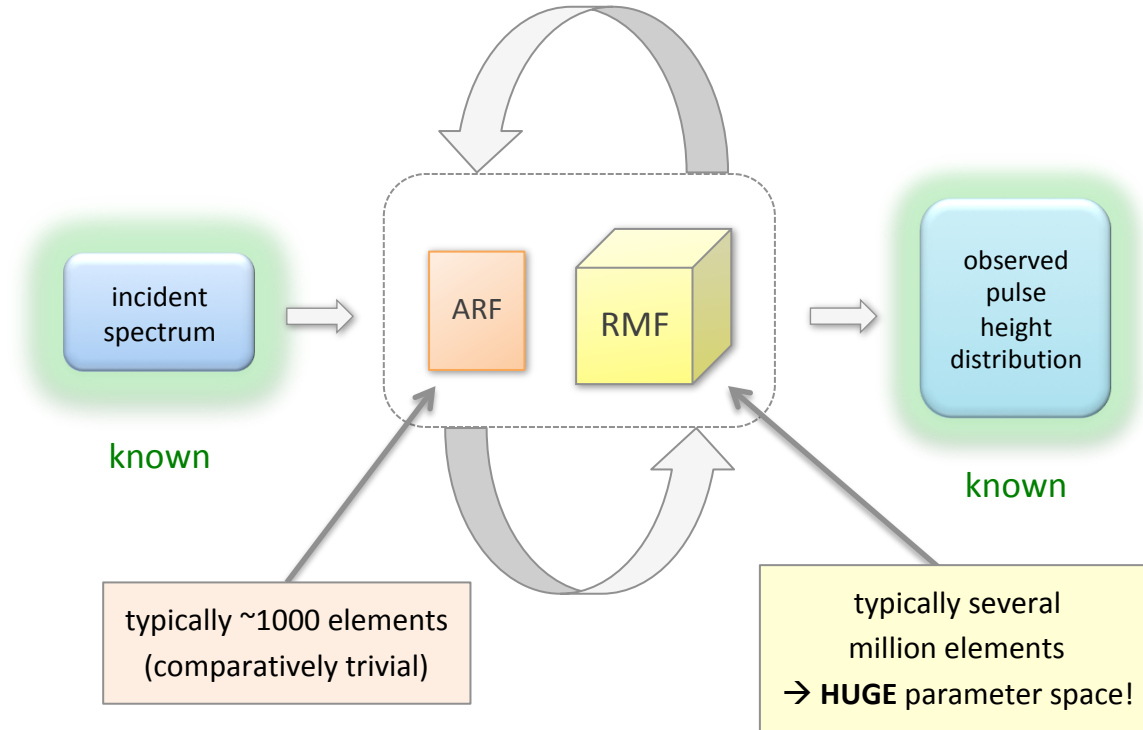 incident
spectrum
known
ARF
RMF
observed
pulse
height
distribution
known
typically ~1000 elements
(comparatively trivial)
typically several
million elements
→ HUGE parameter space!